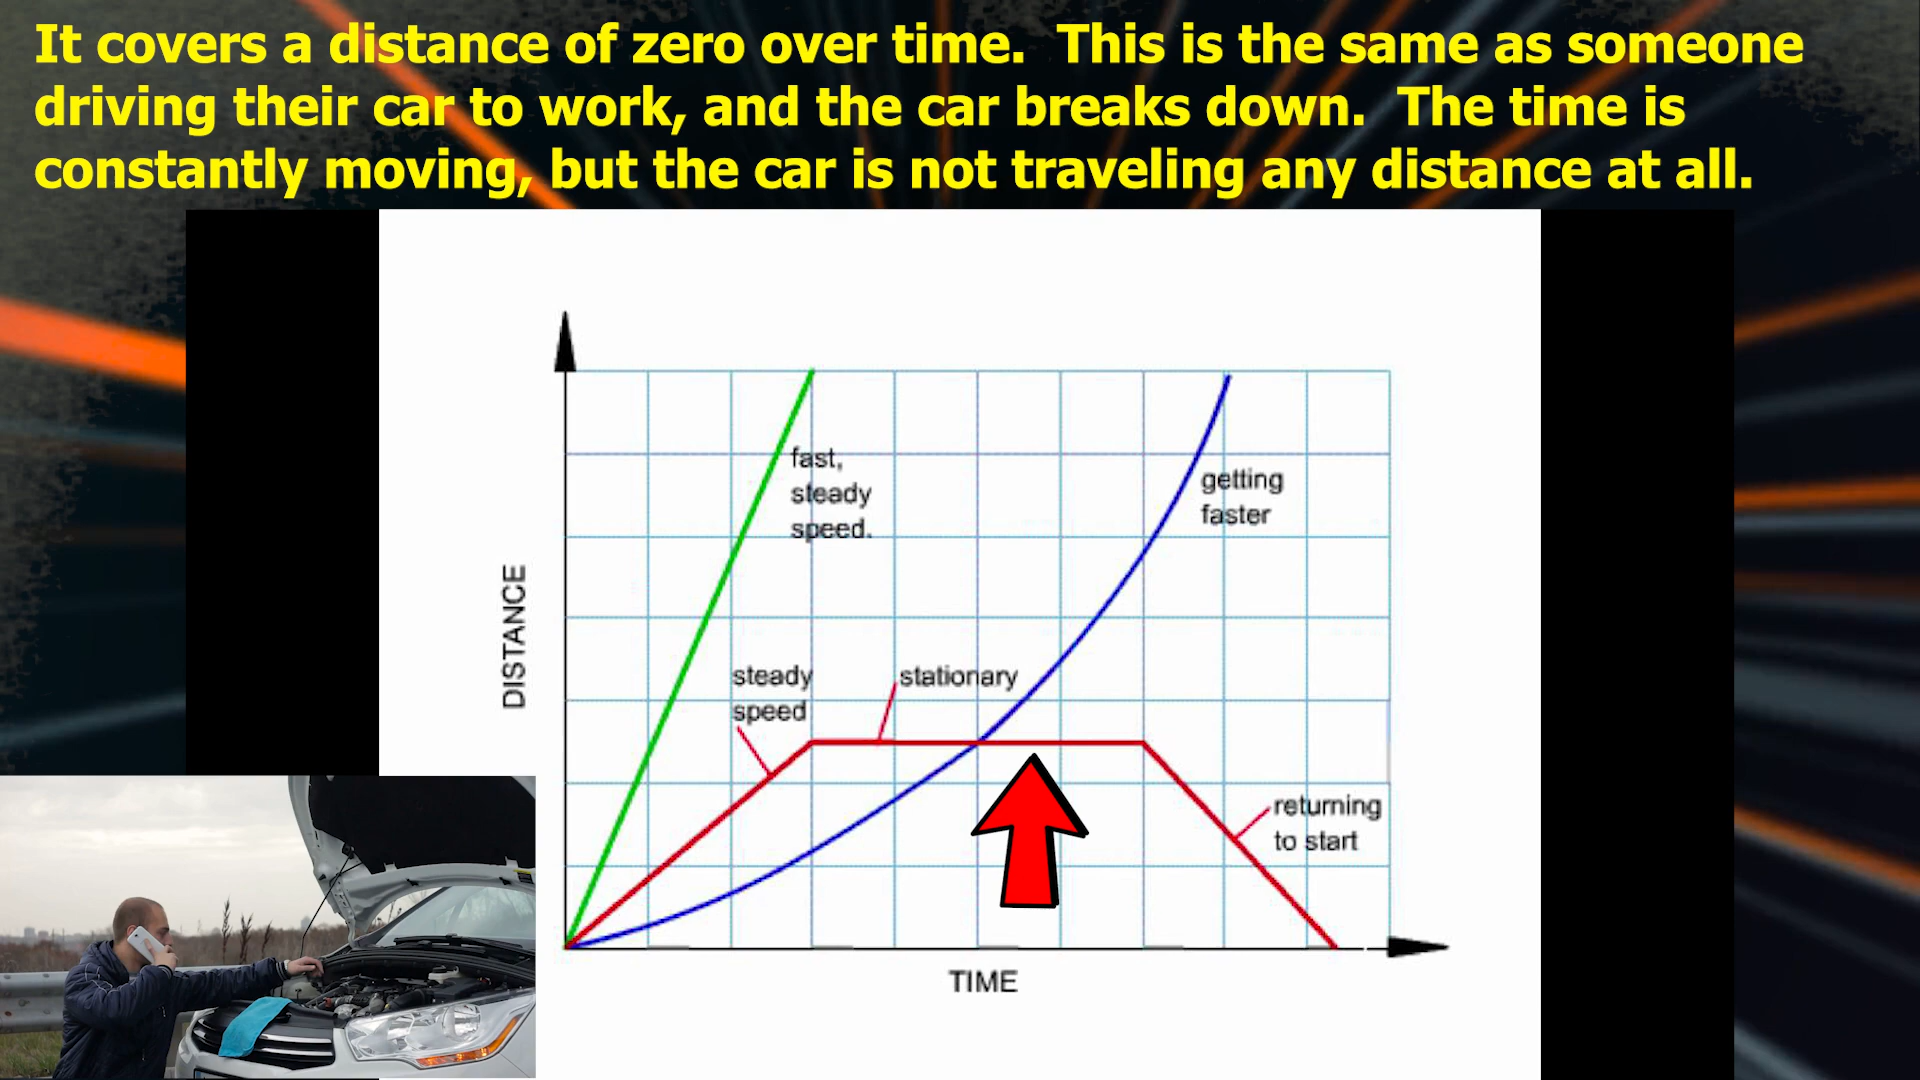 It covers a distance of zero over time.  This is the same as someone
driving their car to work, and the car breaks down.  The time is
constantly moving, but the car is not traveling any distance at all.
fast,
steady
speed.
getting
faster
DISTANCE
steady
speed
stationary
returning
to start
TIME